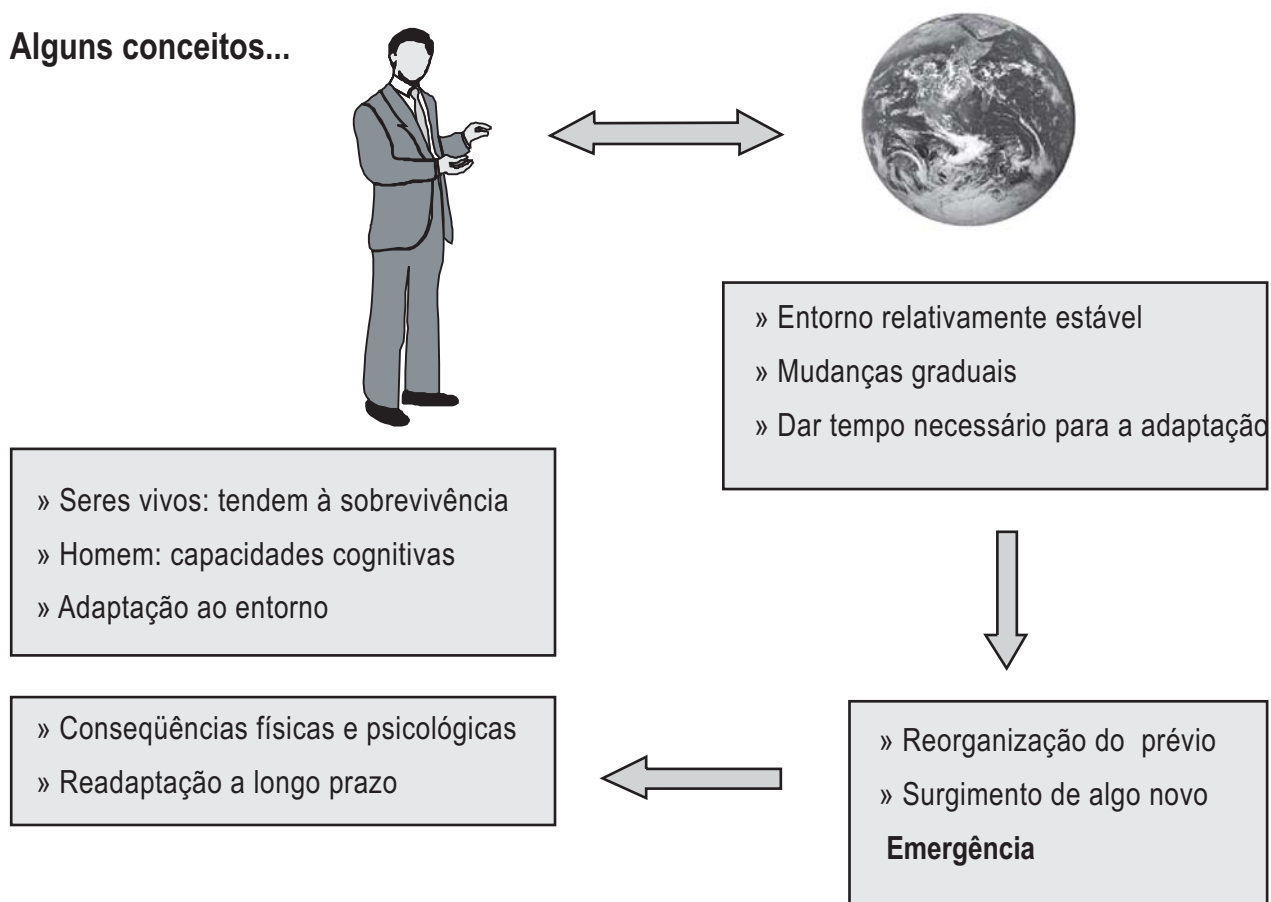 Alguns conceitos...
» Entorno relativamente estável
» Mudanças graduais
» Dar tempo necessário para a adaptação
» Seres vivos: tendem à sobrevivência
» Homem: capacidades cognitivas
» Adaptação ao entorno
» Reorganização do prévio
» Surgimento de algo novo
Emergência
» Conseqüências físicas e psicológicas
» Readaptação a longo prazo